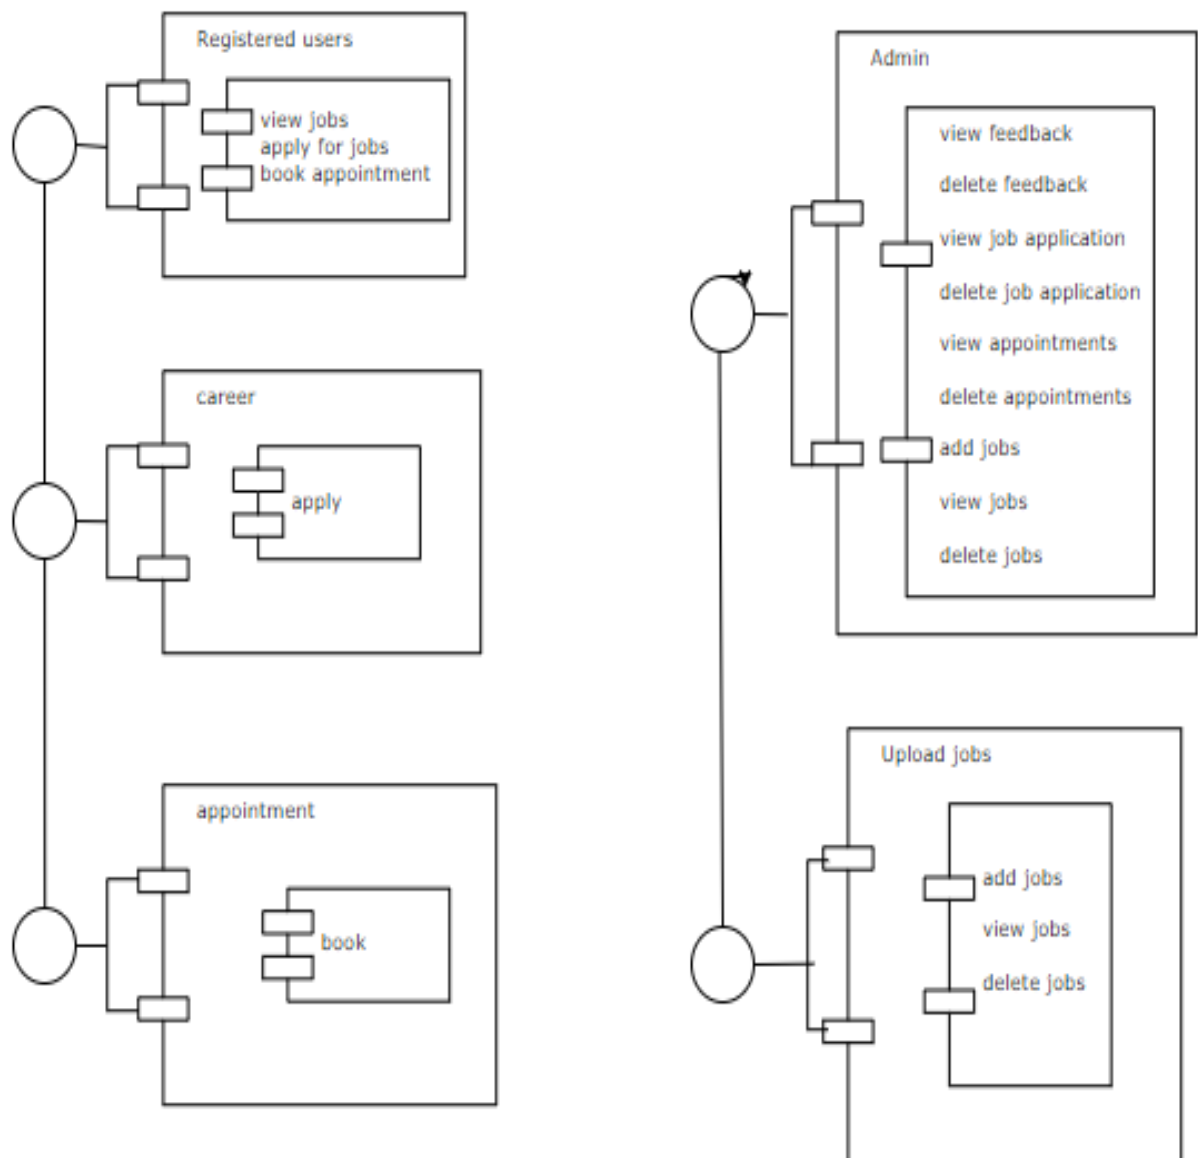 Registered users
view jobs
apply for jobs
book appointment
career
apply
appointment
book
Admin
view feedback
delete feedback
view job application
delete job application
view appointments
delete appointments
add jobs
view jobs
delete jobs
Upload jobs
add jobs
view jobs
delete jobs